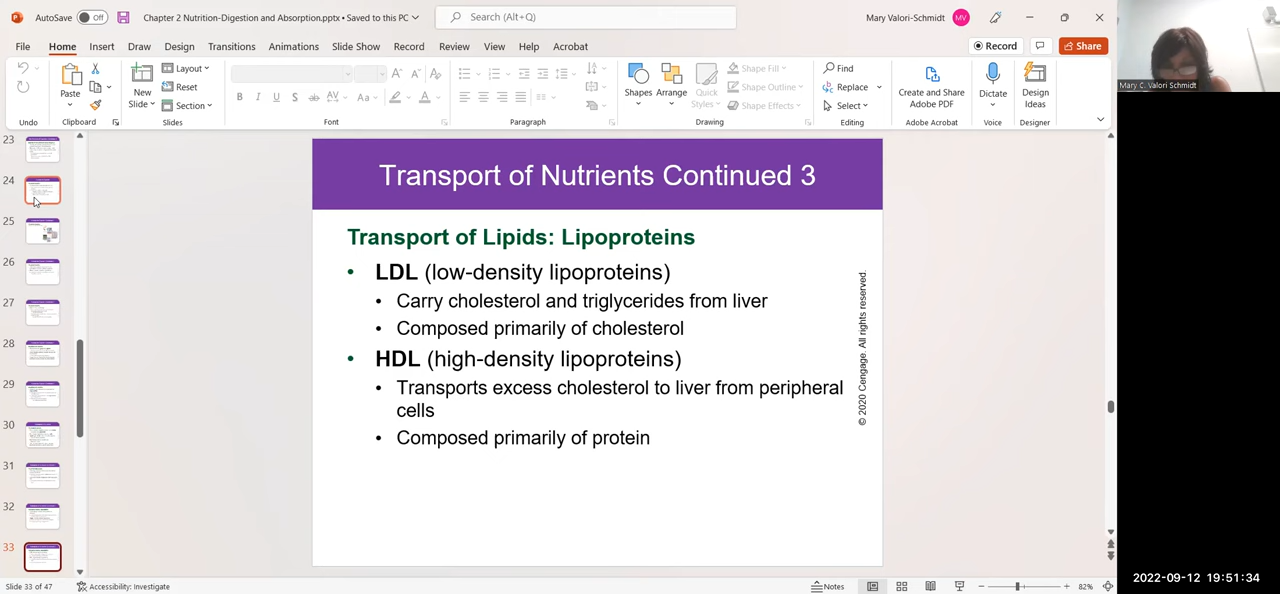 AutoSave Off Chapter 2 Nutrition-Digestion and Absorption.pptx • Saved to this PC Search (Alt+Q) Mary Valori-Schmidt MV
File Home Insert Draw Design Transitions Animations Slide Show Record Review View Help Acrobat Record Share
Paste
New
Slide
Layout
Reset
Section
B I U S ab AV Aa A
Shapes
Arrange
Quick
Styles
Shape Fill
Shape Outline
Shape Effects
Find
Replace
Select
Create and Share
Adobe PDF
Dictate
Design
Ideas
Undo Clipboard Slides Font Paragraph Drawing Editing Adobe Acrobat Voice Designer
Mary C. Valori Schmidt
23
24
25
26
27
28
29
30
31
32
33
Transport of Nutrients Continued 3
Transport of Lipids: Lipoproteins
• LDL (low-density lipoproteins)
• Carry cholesterol and triglycerides from liver
• Composed primarily of cholesterol
• HDL (high-density lipoproteins)
• Transports excess cholesterol to liver from peripheral
cells
• Composed primarily of protein
© 2020 Cengage. All rights reserved.
Slide 33 of 47 Accessibility: Investigate Notes 82%
2022-09-12 19:51:34